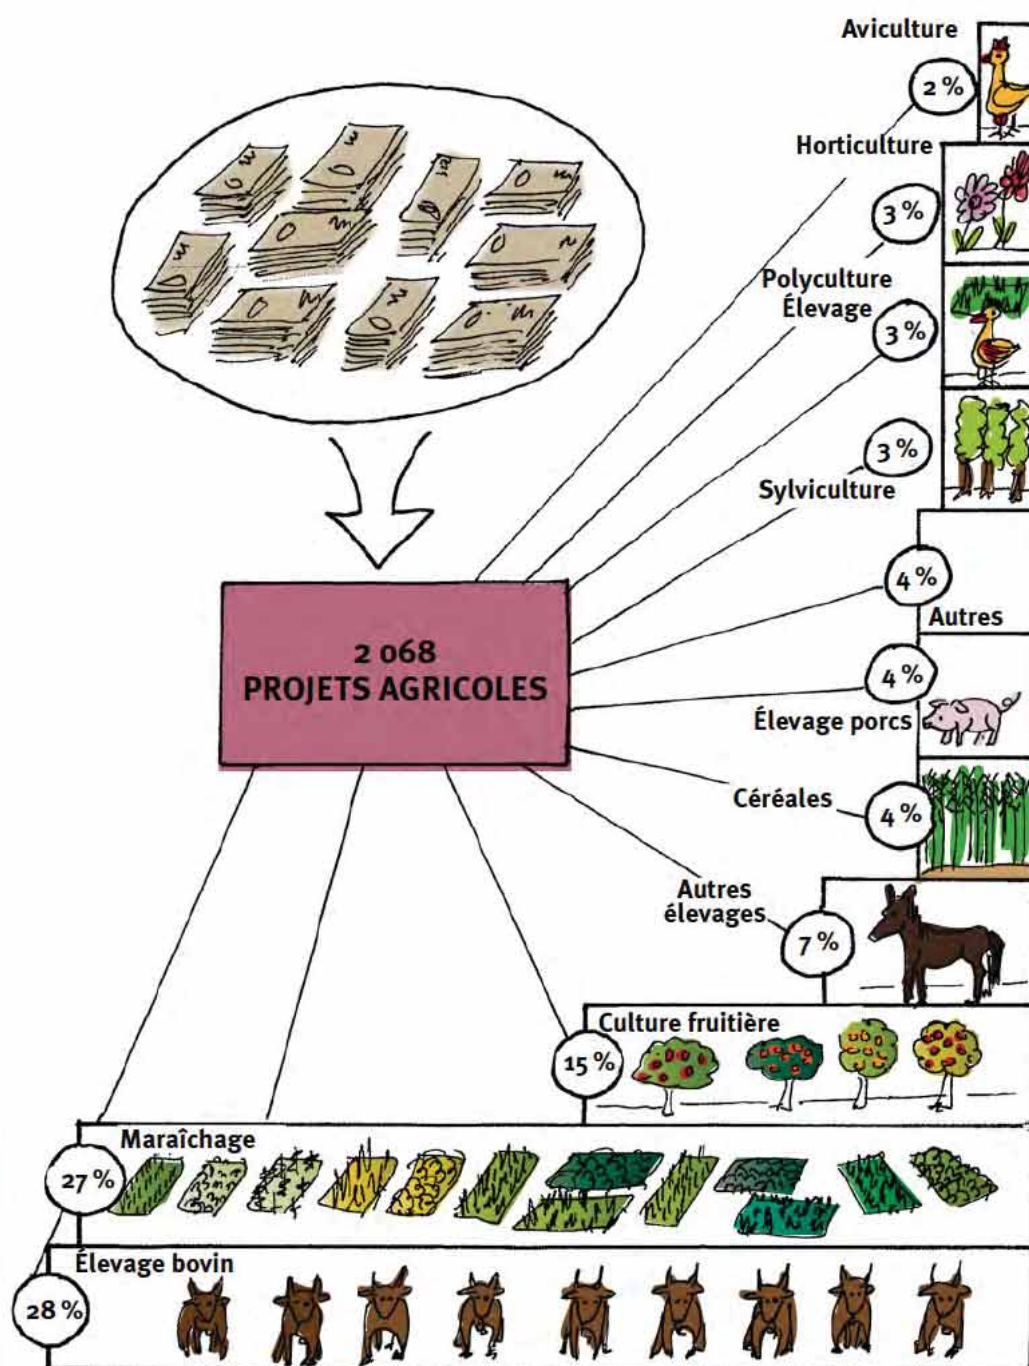 Aviculture
2 %
Horticulture
3 %
Polyculture
Élevage
3 %
3 %
Sylviculture
4 %
Autres
2 068
PROJETS AGRICOLES
4 %
Élevage porcs
Céréales
4 %
Autres
élevages
7 %
Culture fruitière
15 %
Maraîchage
27 %
Élevage bovin
28 %